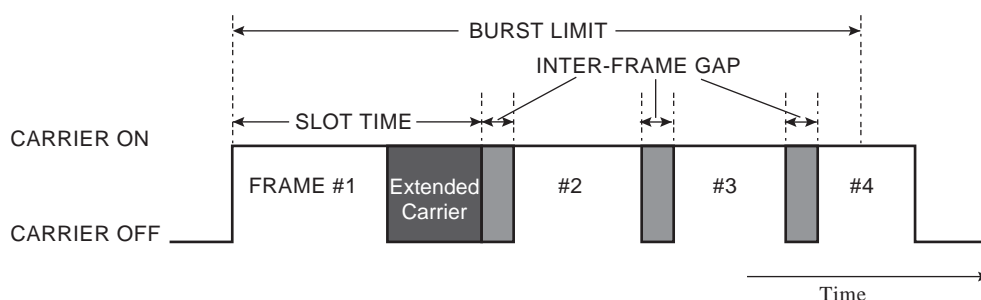 BURST LIMIT
INTER-FRAME GAP
SLOT TIME
CARRIER ON
FRAME #1
Extended
Carrier
#2
#3
#4
CARRIER OFF
Time